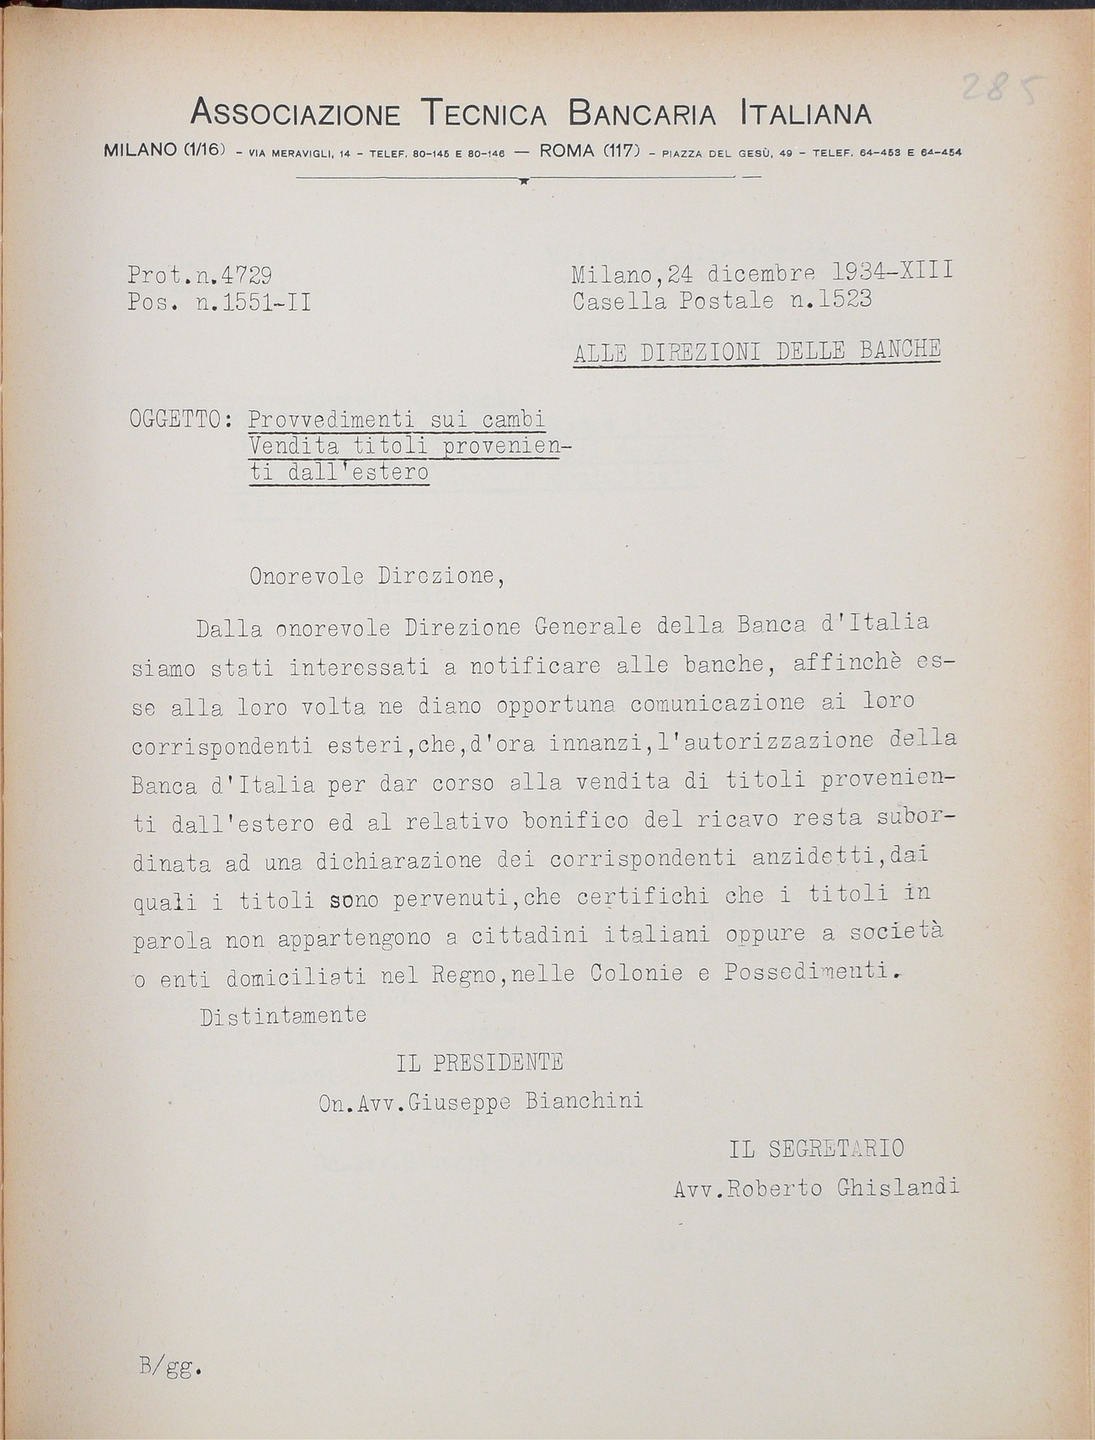 285
ASSOCIAZIONE TECNICA BANCARIA ITALIANA
MILANO (1/16) - VIA MERAVIGLI, 14 - TELEF. 80-145 E 80-146 — ROMA (117) - PIAZZA DEL GESÙ, 49 - TELEF. 64-453 E 64-454
Prot.n.4729
Milano,24 dicembre 1934-XIII
Pos. n.1551-II
Casella Postale n.1523
ALLE DIREZIONI DELLE BANCHE
OGGETTO: Provvedimenti sui cambi
Vendita titoli provenien-
ti dall'estero
Onorevole Direzione,
Dalla onorevole Direzione Generale della Banca d'Italia
siamo stati interessati a notificare alle banche, affinchè es-
se alla loro volta ne diano opportuna comunicazione ai loro
corrispondenti esteri,che,d'ora innanzi,l'autorizzazione della
Banca d'Italia per dar corso alla vendita di titoli provenien-
ti dall'estero ed al relativo bonifico del ricavo resta subor-
dinata ad una dichiarazione dei corrispondenti anzidetti,dai
quali i titoli sono pervenuti,che certifichi che i titoli in
parola non appartengono a cittadini italiani oppure a società
o enti domiciliati nel Regno,nelle Colonie e Possedimenti.
Distintamente
IL PRESIDENTE
On.Avv.Giuseppe Bianchini
IL SEGRETARIO
Avv.Roberto Ghislandi
B/gg.